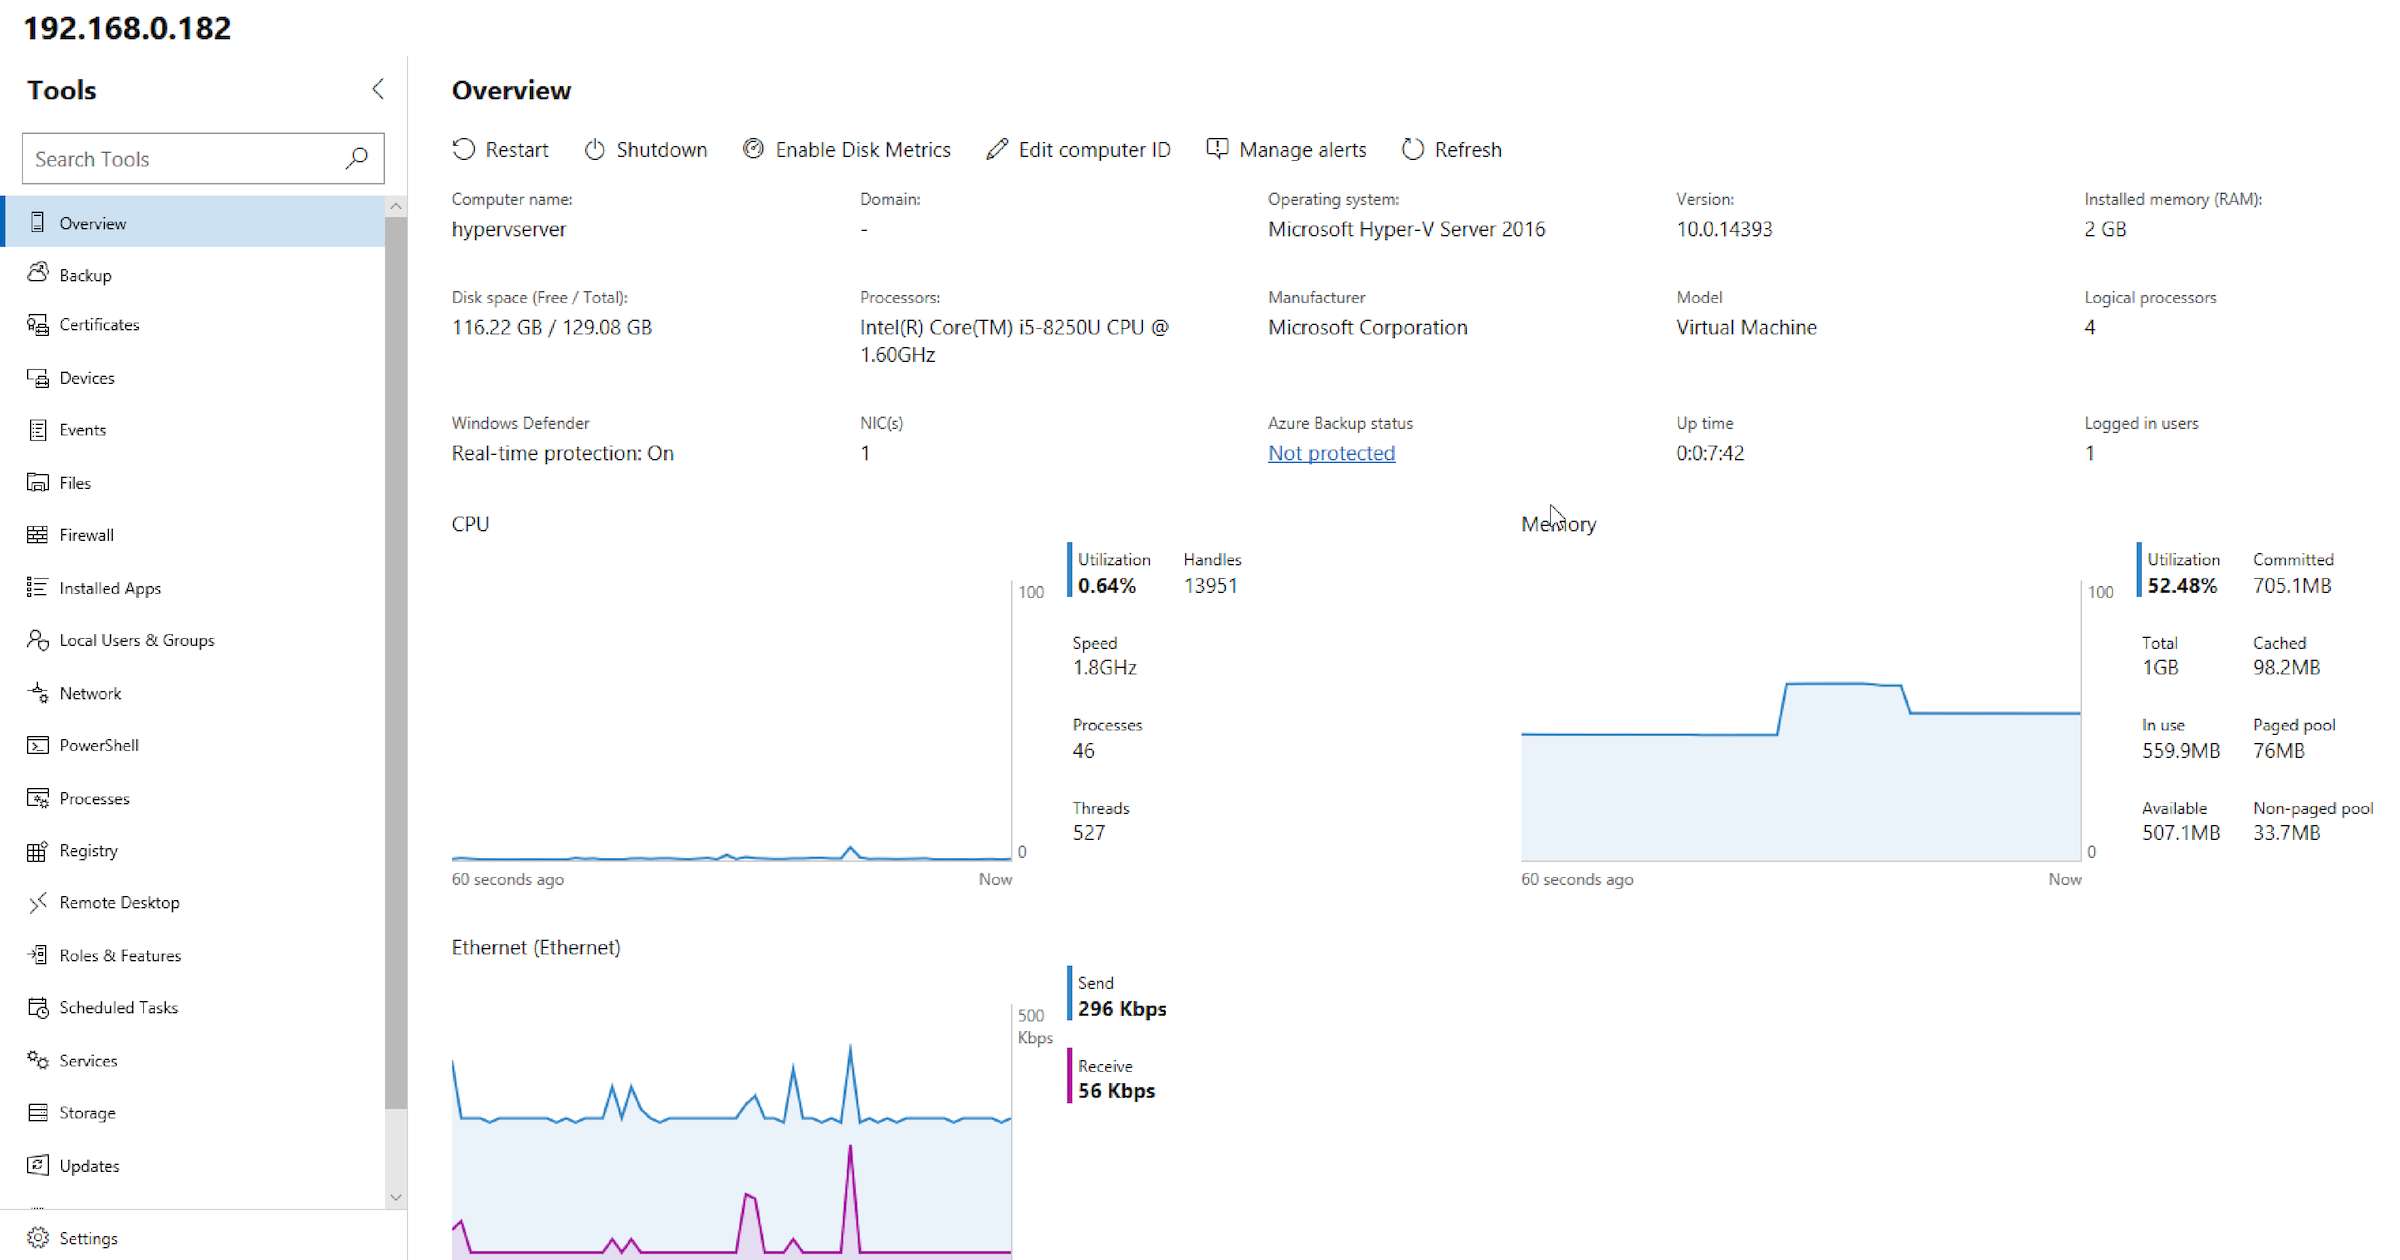 192.168.0.182
Tools
Search Tools
Overview
Backup
Certificates
Devices
Events
Files
Firewall
Installed Apps
Local Users & Groups
Network
PowerShell
Processes
Registry
Remote Desktop
Roles & Features
Scheduled Tasks
Services
Storage
Updates
Settings
Overview
Restart Shutdown Enable Disk Metrics Edit computer ID Manage alerts Refresh
Computer name: Domain: Operating system: Version: Installed memory (RAM):
hypervserver - Microsoft Hyper-V Server 2016 10.0.14393 2 GB
Disk space (Free / Total): Processors: Manufacturer Model Logical processors
116.22 GB / 129.08 GB Intel(R) Core(TM) i5-8250U CPU @ Microsoft Corporation Virtual Machine 4
1.60GHz
Windows Defender NIC(s) Azure Backup status Up time Logged in users
Real-time protection: On 1 Not protected 0:0:7:42 1
CPU
Utilization Handles
0.64% 13951
100
Speed
1.8GHz
Processes
46
Threads
527
0
60 seconds ago Now
Memory
Utilization Committed
52.48% 705.1MB
100
Total Cached
1GB 98.2MB
In use Paged pool
559.9MB 76MB
Available Non-paged pool
507.1MB 33.7MB
0
60 seconds ago Now
Ethernet (Ethernet)
Send
296 Kbps
500
Kbps
Receive
56 Kbps